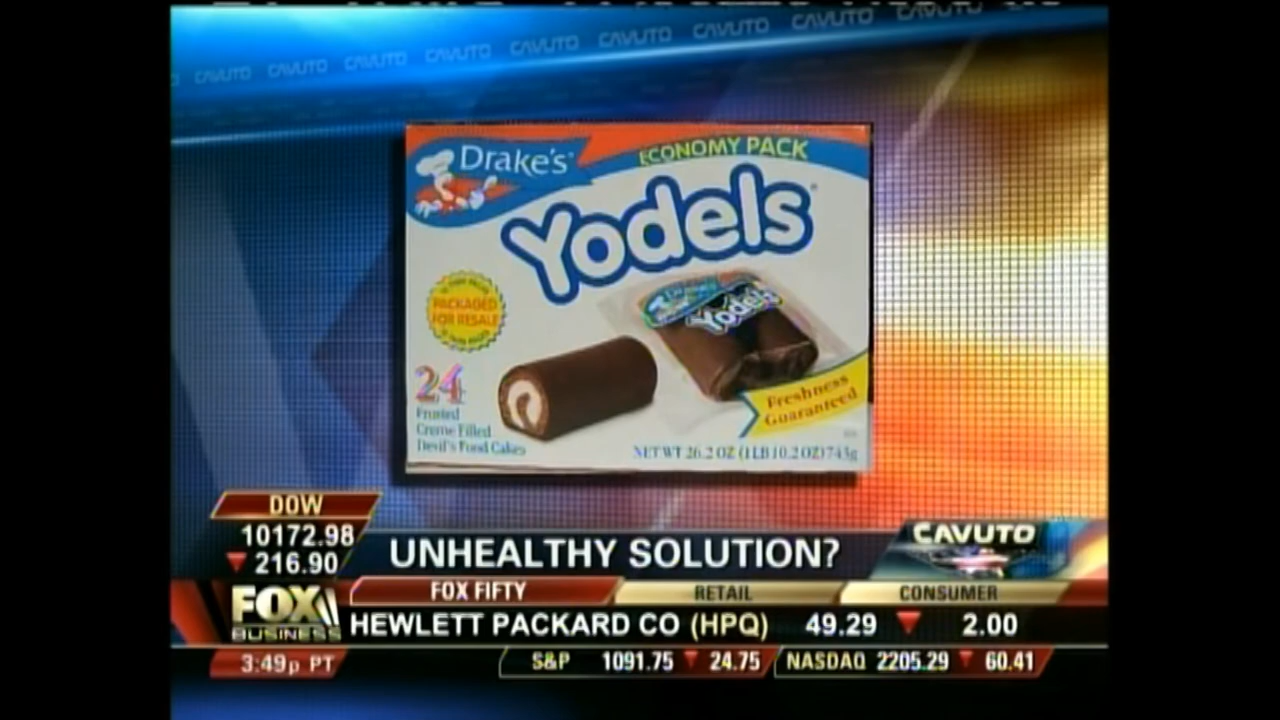 CAVUTO CAVUTO CAVUTO CAVUTO CAVUTO CAVUTO CAVUTO CAVUTO
Drake's
ECONOMY PACK
Yodels
PACKAGED
FOR RESALE
Yodels
24
Frosted
Creme Filled
Devil's Food Cakes
Freshness
Guaranteed
NET WT 26.2 OZ (1 LB 10.2 OZ) 743g
DOW
10172.98
216.90
UNHEALTHY SOLUTION?
CAVUTO
FOX FIFTY RETAIL CONSUMER
FOX
BUSINESS
HEWLETT PACKARD CO (HPQ) 49.29 2.00
3:49p PT
S&P 1091.75 24.75 NASDAQ 2205.29 60.41